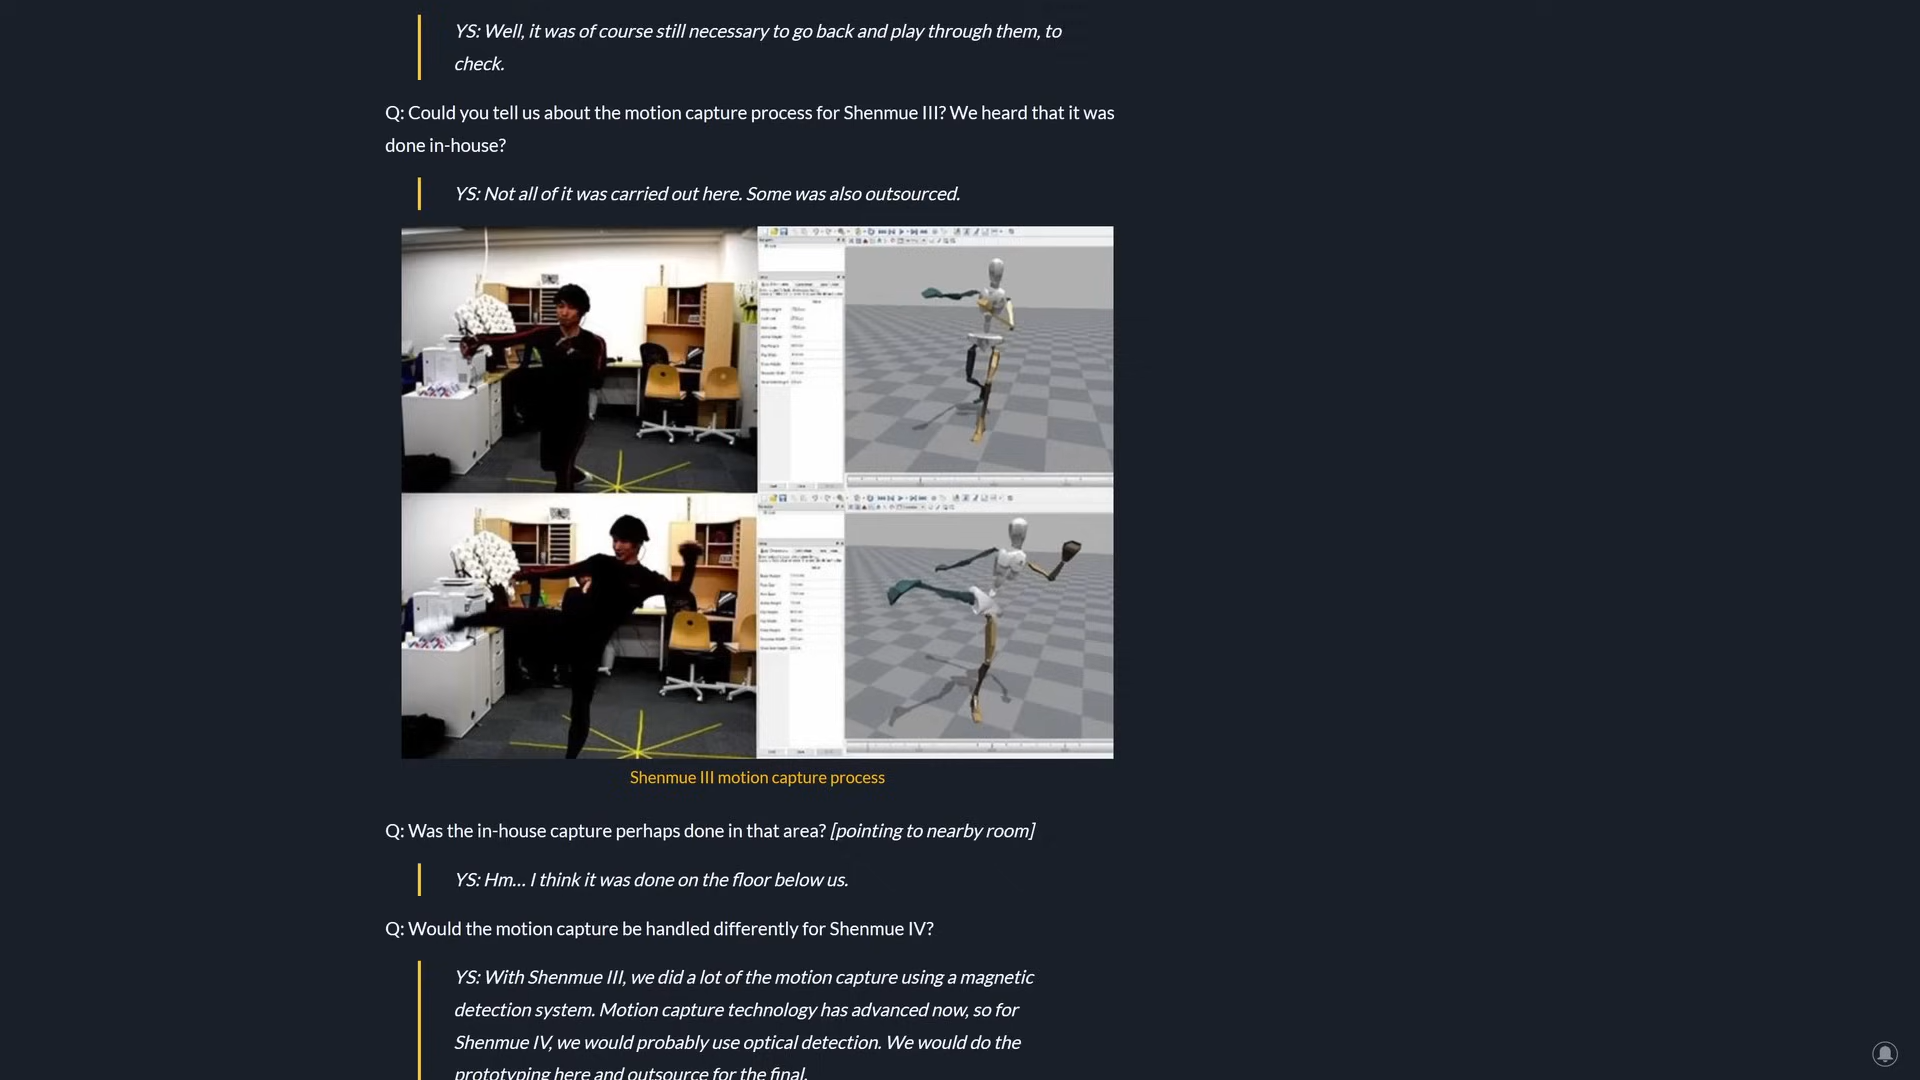 YS: Well, it was of course still necessary to go back and play through them, to
check.
Q: Could you tell us about the motion capture process for Shenmue III? We heard that it was
done in-house?
YS: Not all of it was carried out here. Some was also outsourced.
Shenmue III motion capture process
Q: Was the in-house capture perhaps done in that area? [pointing to nearby room]
YS: Hm... I think it was done on the floor below us.
Q: Would the motion capture be handled differently for Shenmue IV?
YS: With Shenmue III, we did a lot of the motion capture using a magnetic
detection system. Motion capture technology has advanced now, so for
Shenmue IV, we would probably use optical detection. We would do the
prototyping here and outsource for the final.